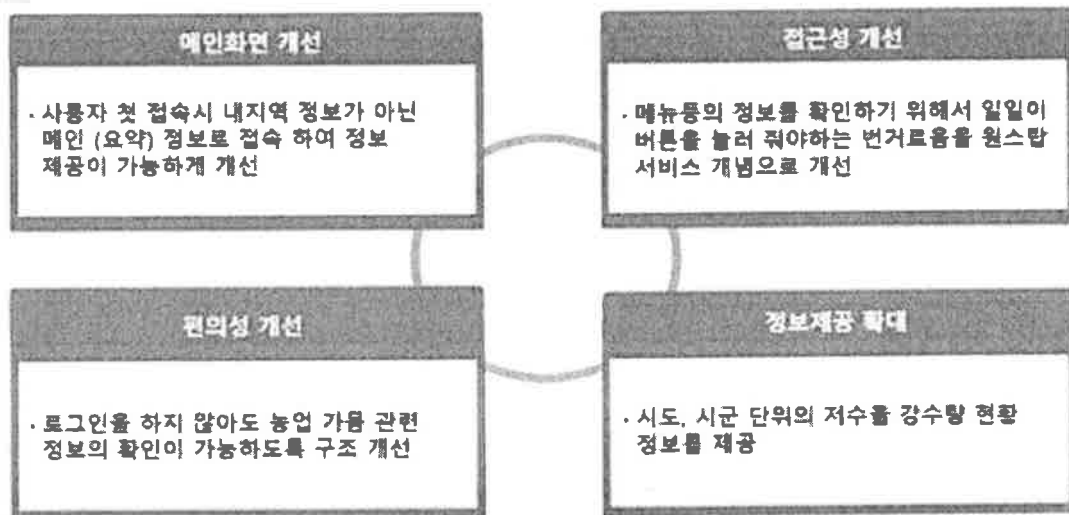 메인화면 개선
· 사용자 첫 접속시 내지역 정보가 아닌
메인 (요약) 정보로 접속 하여 정보
제공이 가능하게 개선
접근성 개선
· 메뉴등의 정보를 확인하기 위해서 일일이
버튼을 눌러 줘야하는 번거로움을 원스탑
서비스 개념으로 개선
편의성 개선
· 로그인을 하지 않아도 농업 가뭄 관련
정보의 확인이 가능하도록 구조 개선
정보제공 확대
· 시도, 시군 단위의 저수율 강수량 현황
정보를 제공